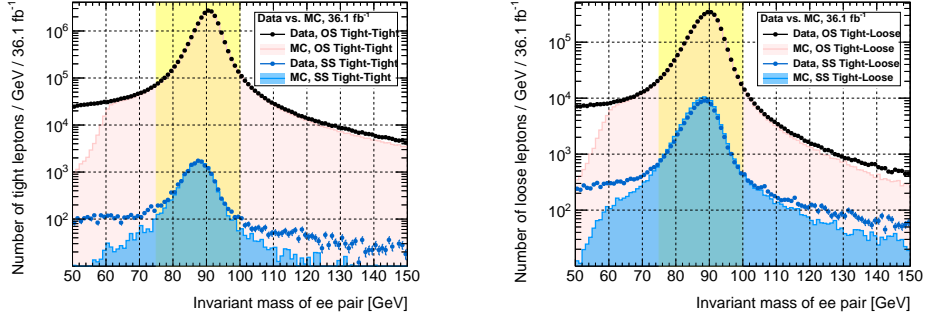 Number of tight leptons / GeV / 36.1 fb⁻¹
10⁶
10⁵
10⁴
10³
10²
Data vs. MC, 36.1 fb⁻¹
Data, OS Tight-Tight
MC, OS Tight-Tight
Data, SS Tight-Tight
MC, SS Tight-Tight
50 60 70 80 90 100 110 120 130 140 150
Invariant mass of ee pair [GeV]
Number of loose leptons / GeV / 36.1 fb⁻¹
10⁵
10⁴
10³
10²
Data vs. MC, 36.1 fb⁻¹
Data, OS Tight-Loose
MC, OS Tight-Loose
Data, SS Tight-Loose
MC, SS Tight-Loose
50 60 70 80 90 100 110 120 130 140 150
Invariant mass of ee pair [GeV]